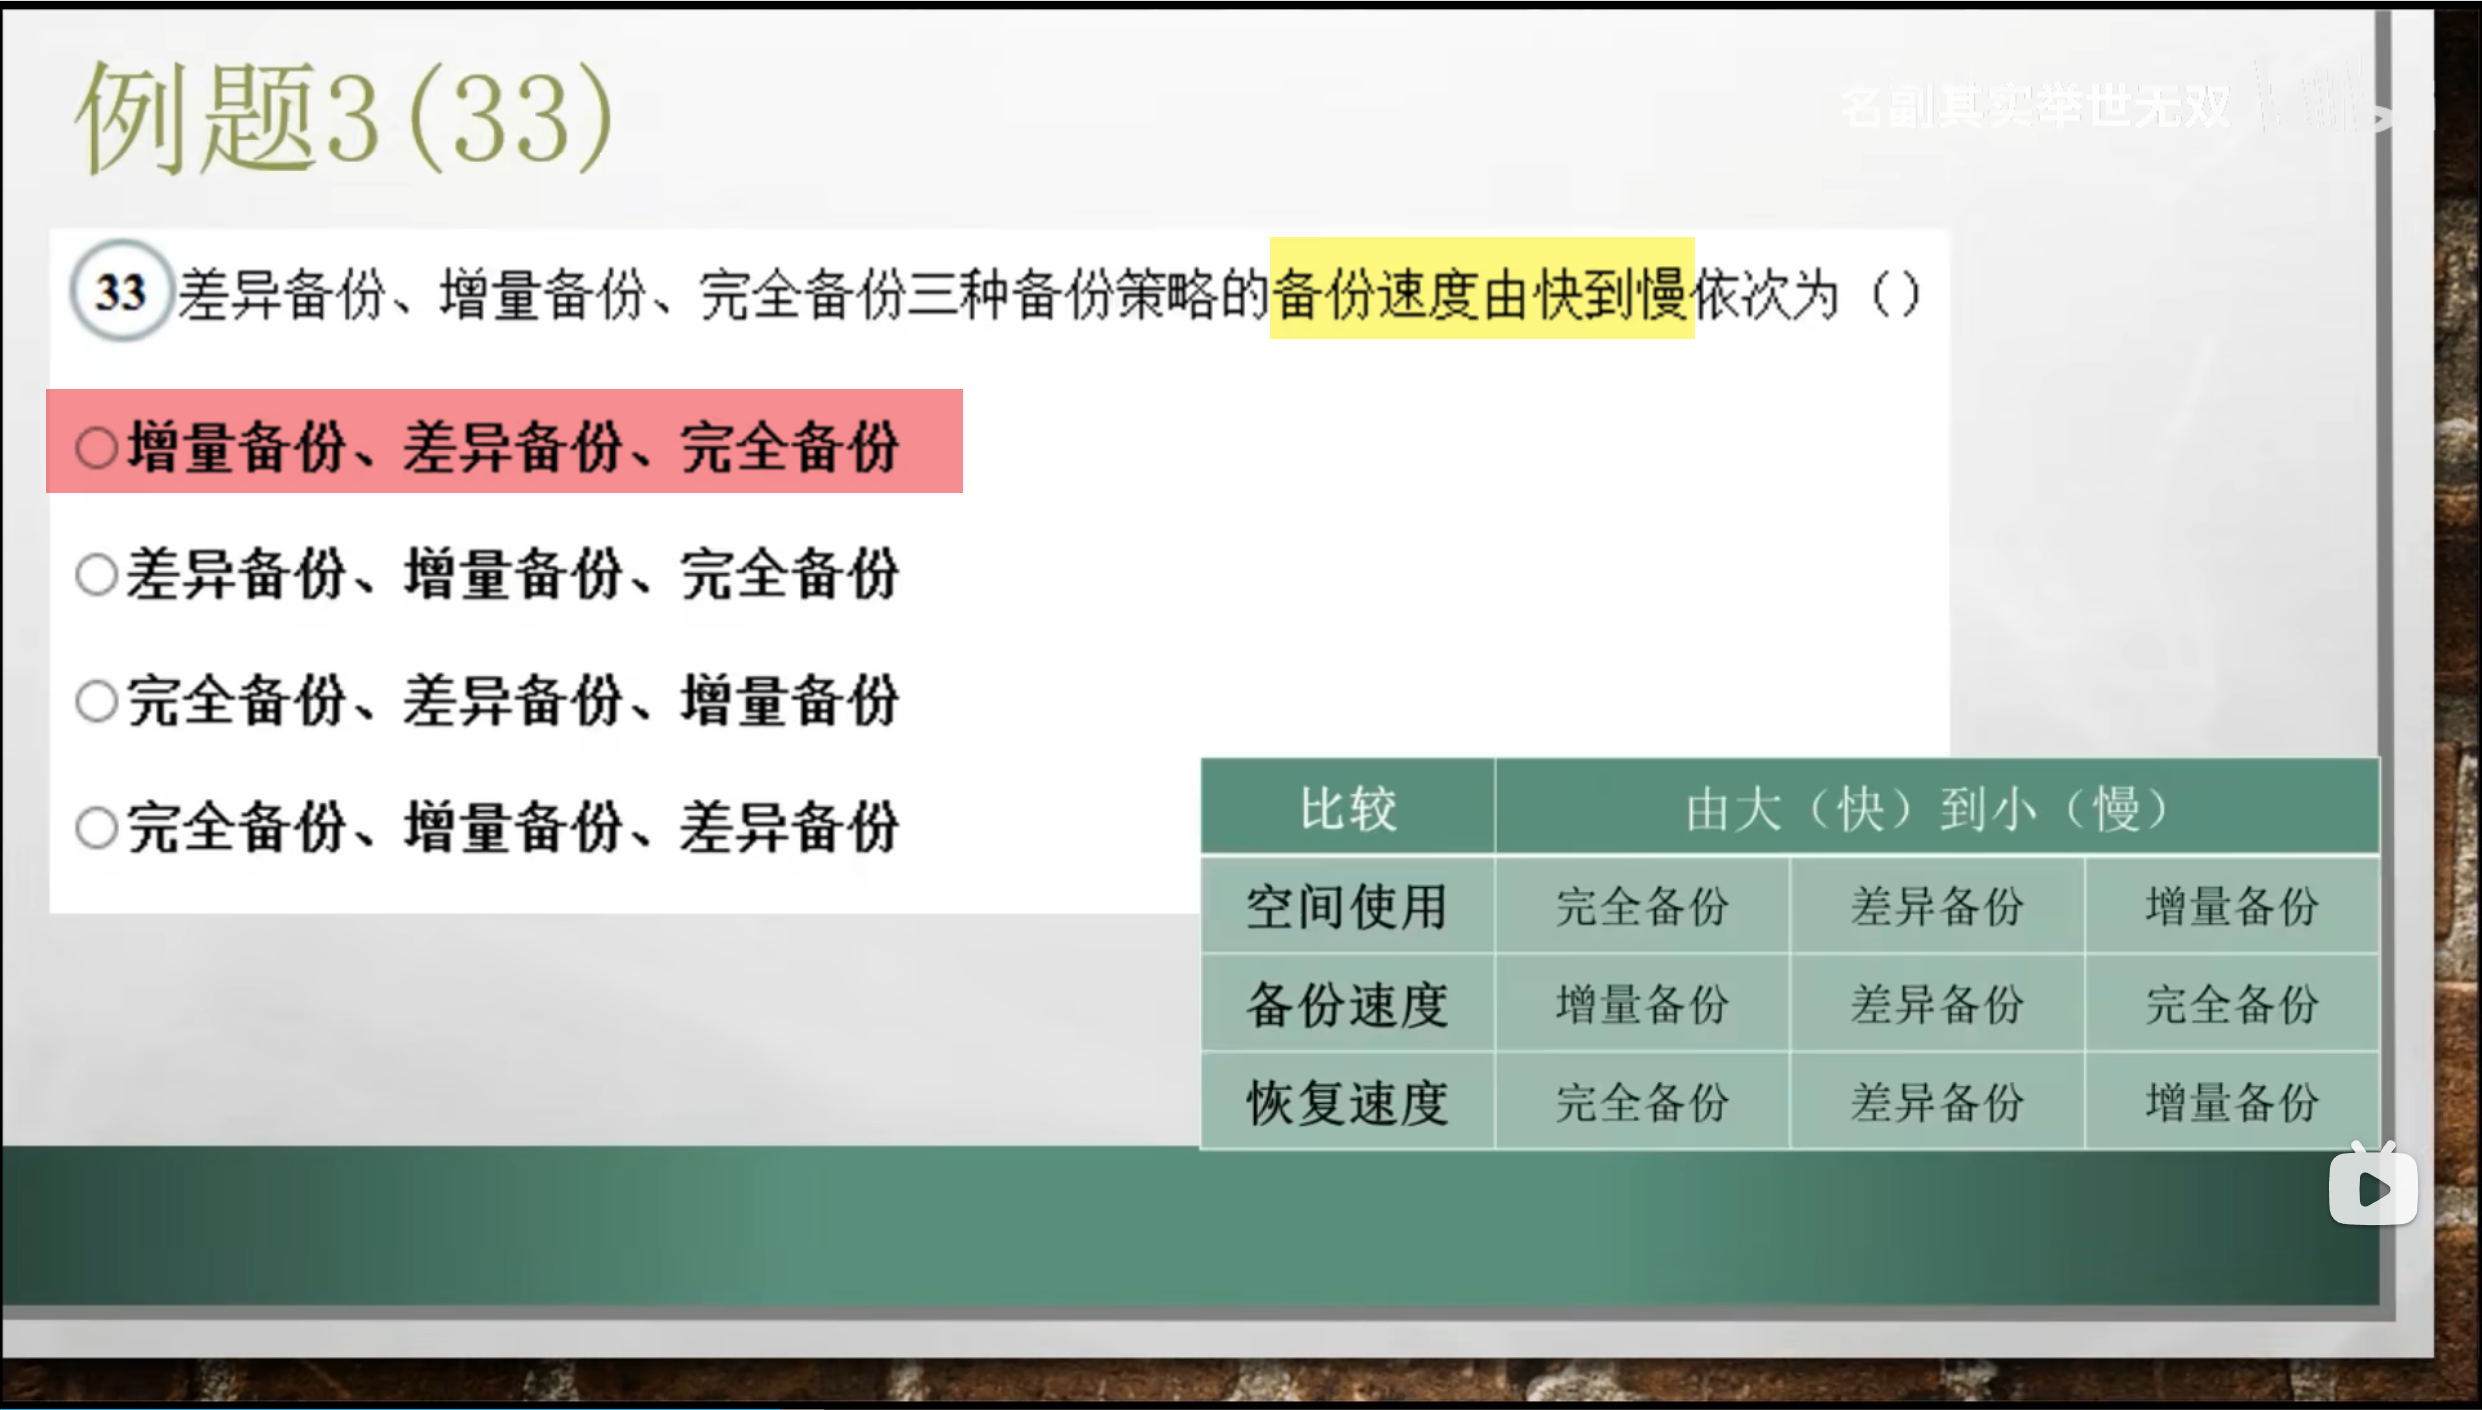 例题3(33)
名副其实举世无双
33 差异备份、增量备份、完全备份三种备份策略的备份速度由快到慢依次为（）
增量备份、差异备份、完全备份
差异备份、增量备份、完全备份
完全备份、差异备份、增量备份
完全备份、增量备份、差异备份
比较 由大（快）到小（慢）
空间使用 完全备份 差异备份 增量备份
备份速度 增量备份 差异备份 完全备份
恢复速度 完全备份 差异备份 增量备份